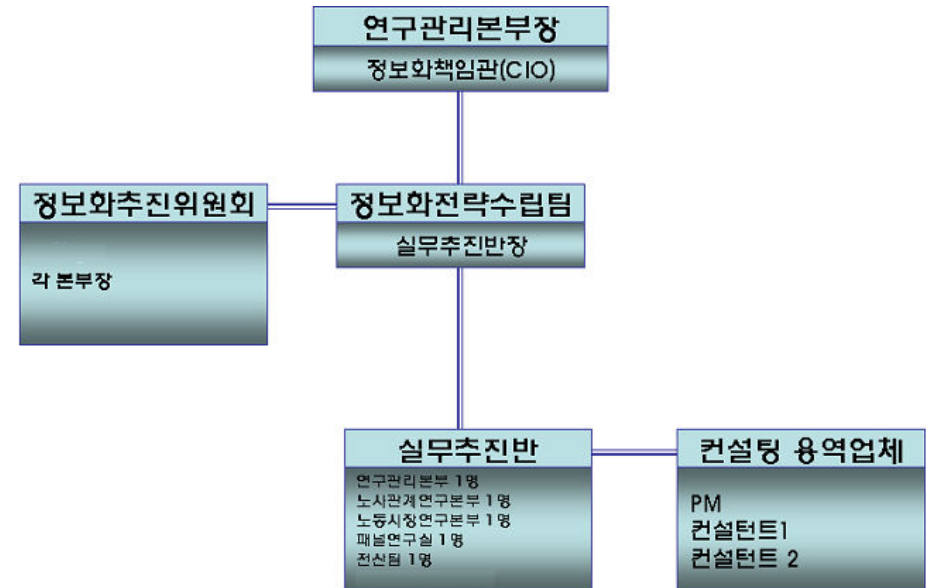 연구관리본부장
정보화책임관(CIO)
정보화추진위원회
각 본부장
정보화전략수립팀
실무추진반장
실무추진반
연구관리본부 1명
노사관계연구본부 1명
노동시장연구본부 1명
패널연구실 1명
전산팀 1명
컨설팅 용역업체
PM
컨설턴트1
컨설턴트 2